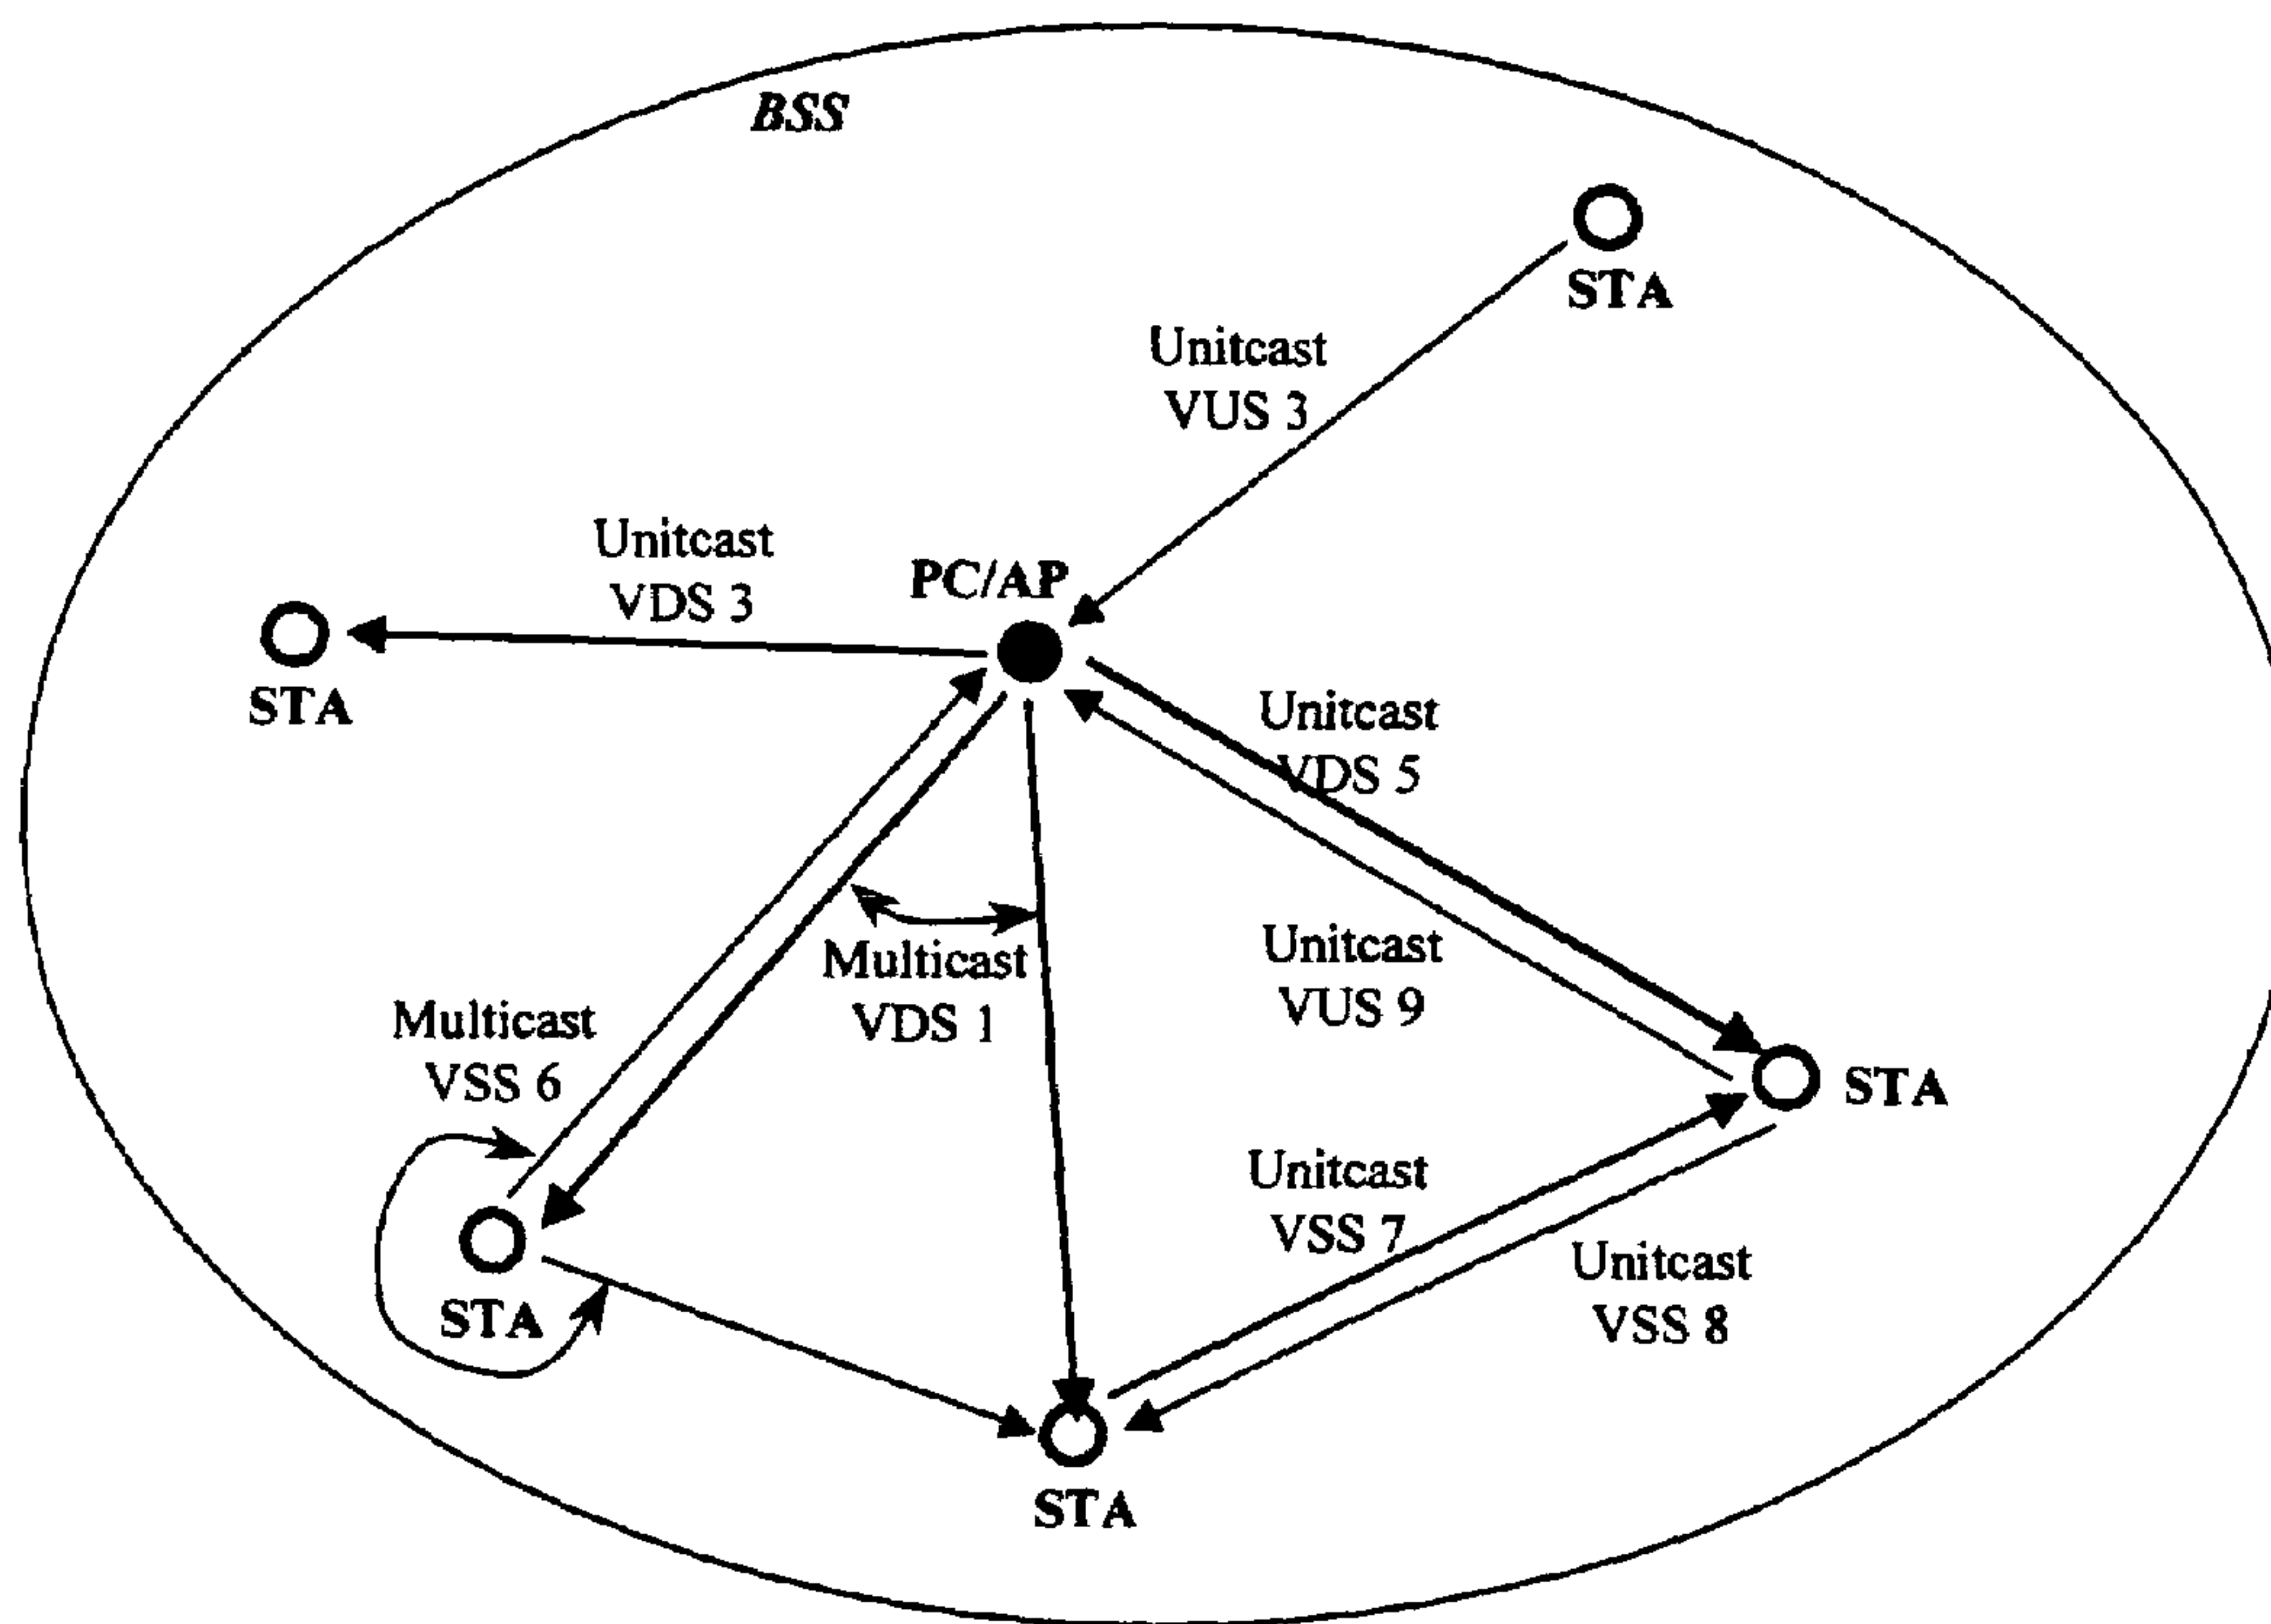 BSS
STA
Unitcast
VUS 3
Unitcast
VDS 3
PC/AP
STA
Unitcast
VDS 5
Unitcast
VUS 9
Multicast
VDS 1
Multicast
VSS 6
STA
Unitcast
VSS 7
Unitcast
VSS 8
STA
STA